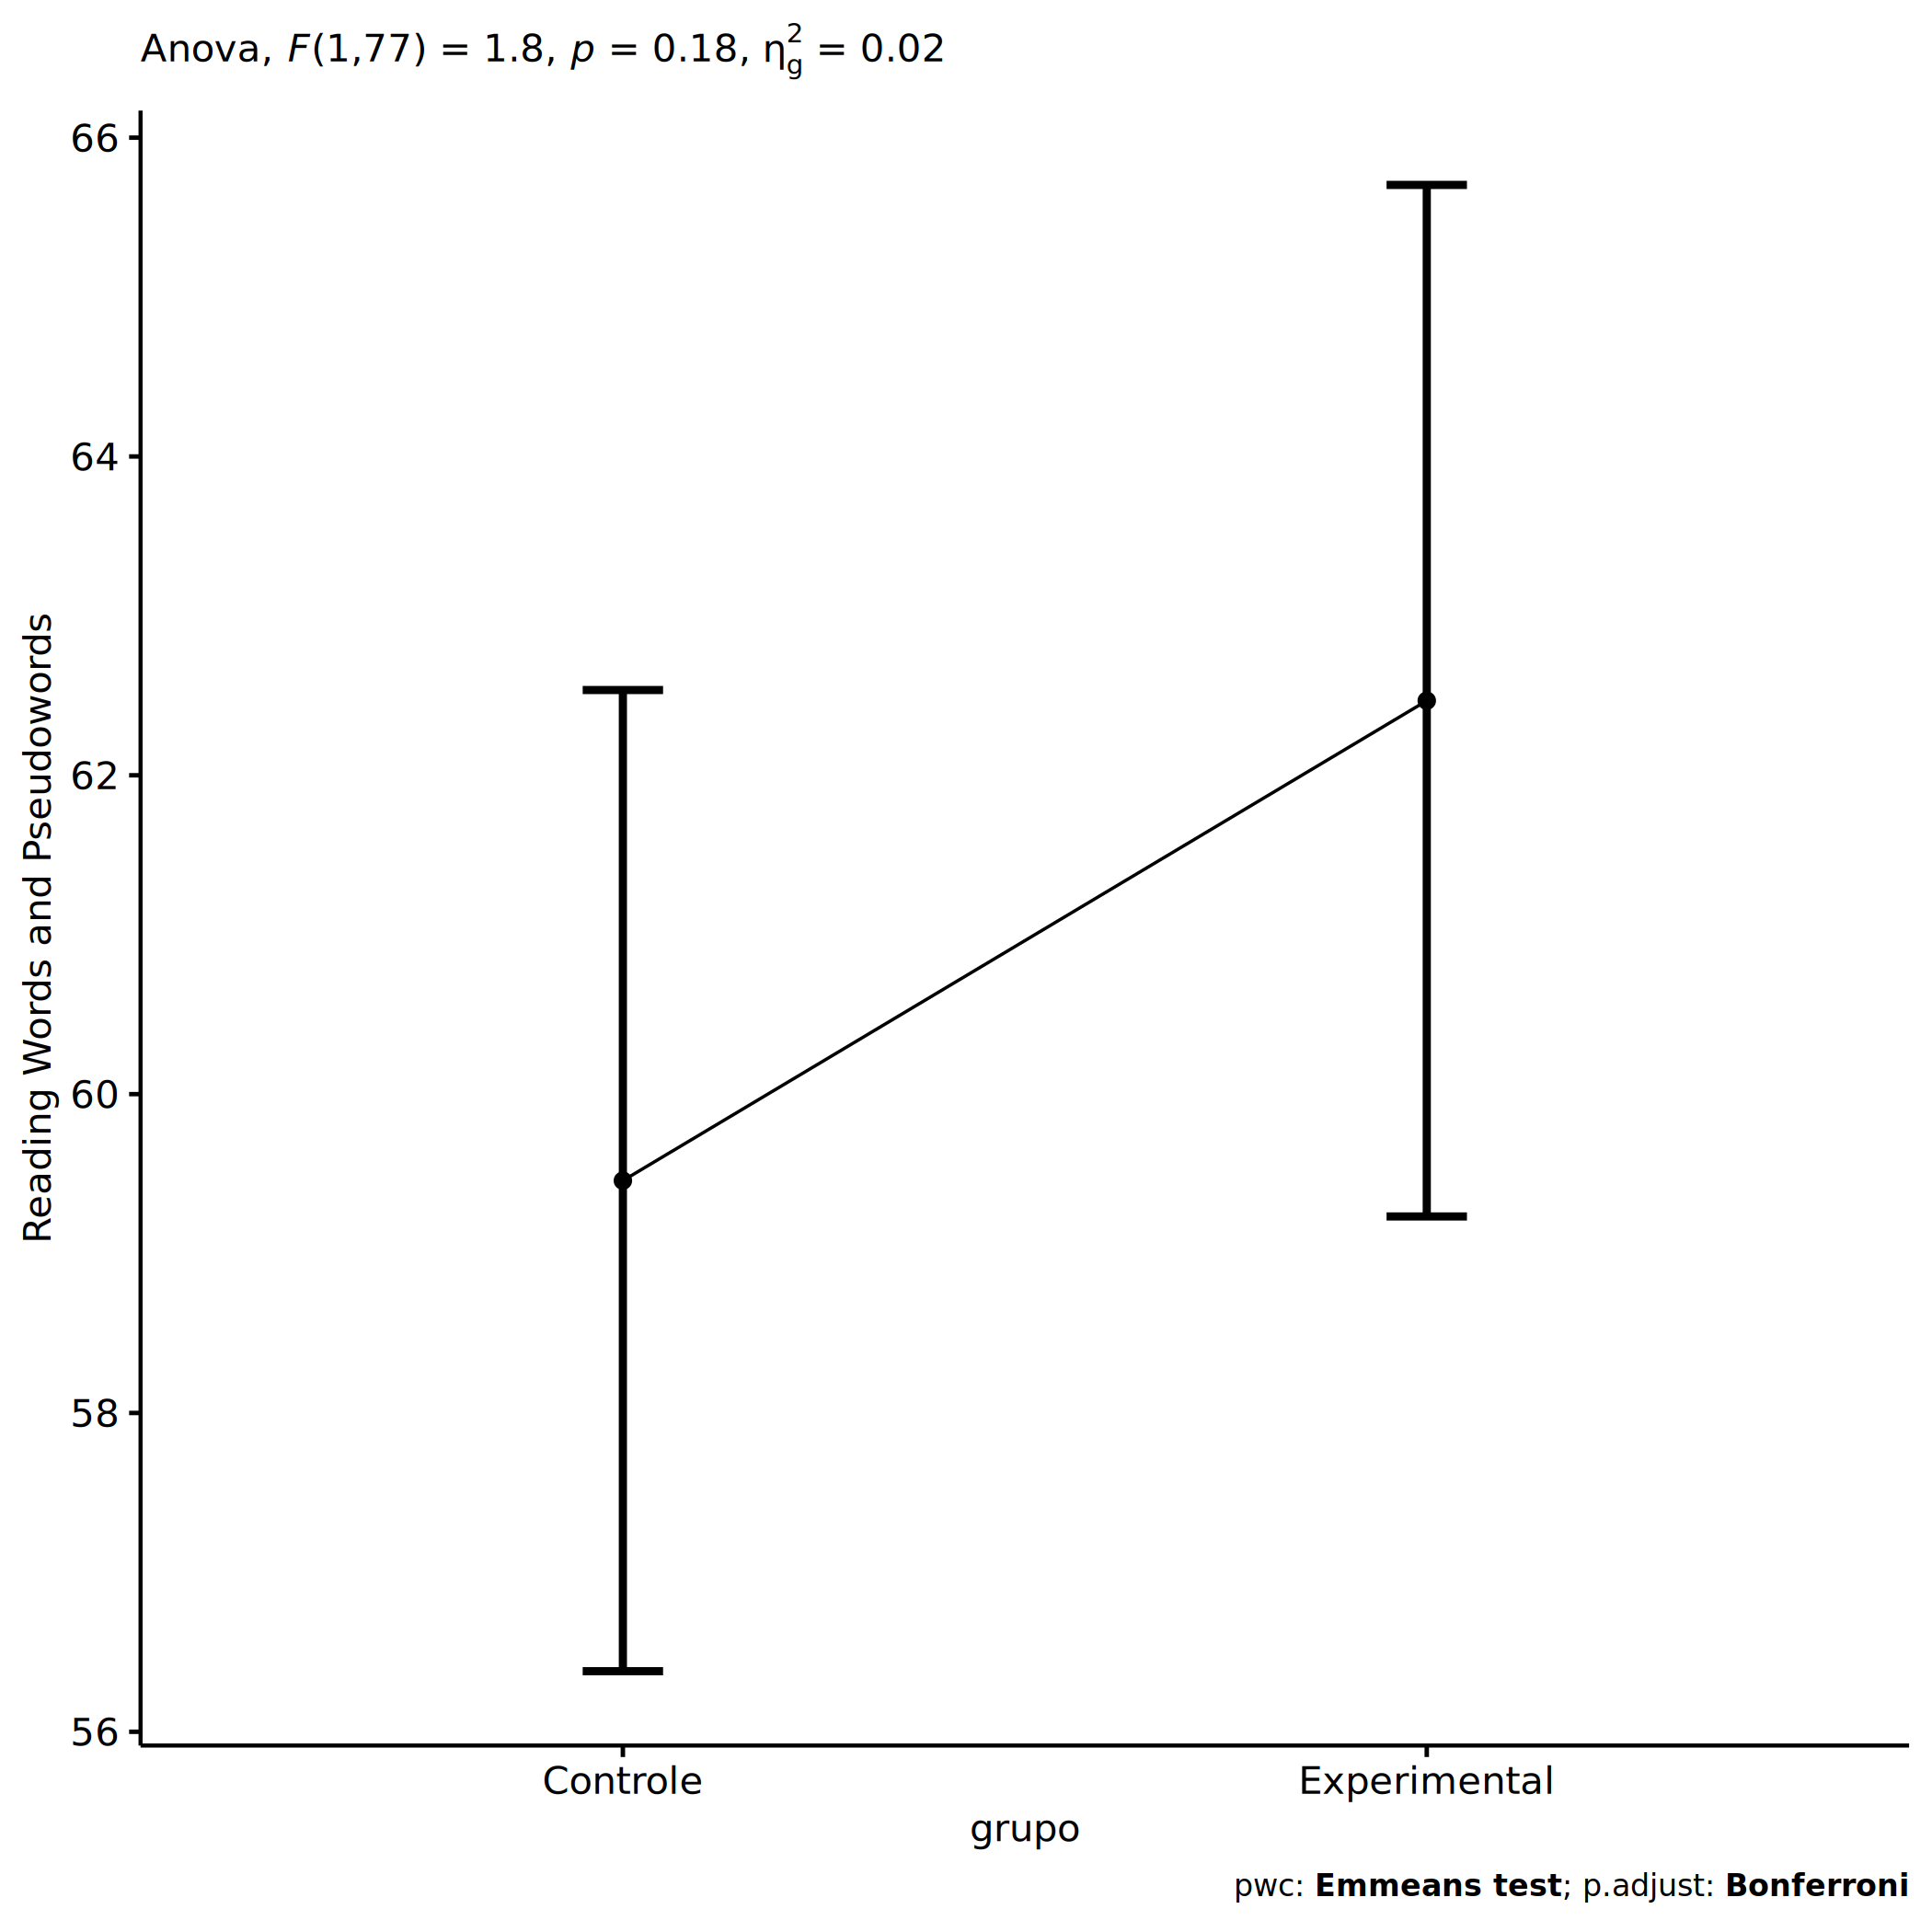 Anova, F(1,77) = 1.8, p = 0.18, η²g = 0.02
66
64
62
60
58
56
Reading Words and Pseudowords
Controle Experimental
grupo
pwc: Emmeans test; p.adjust: Bonferroni